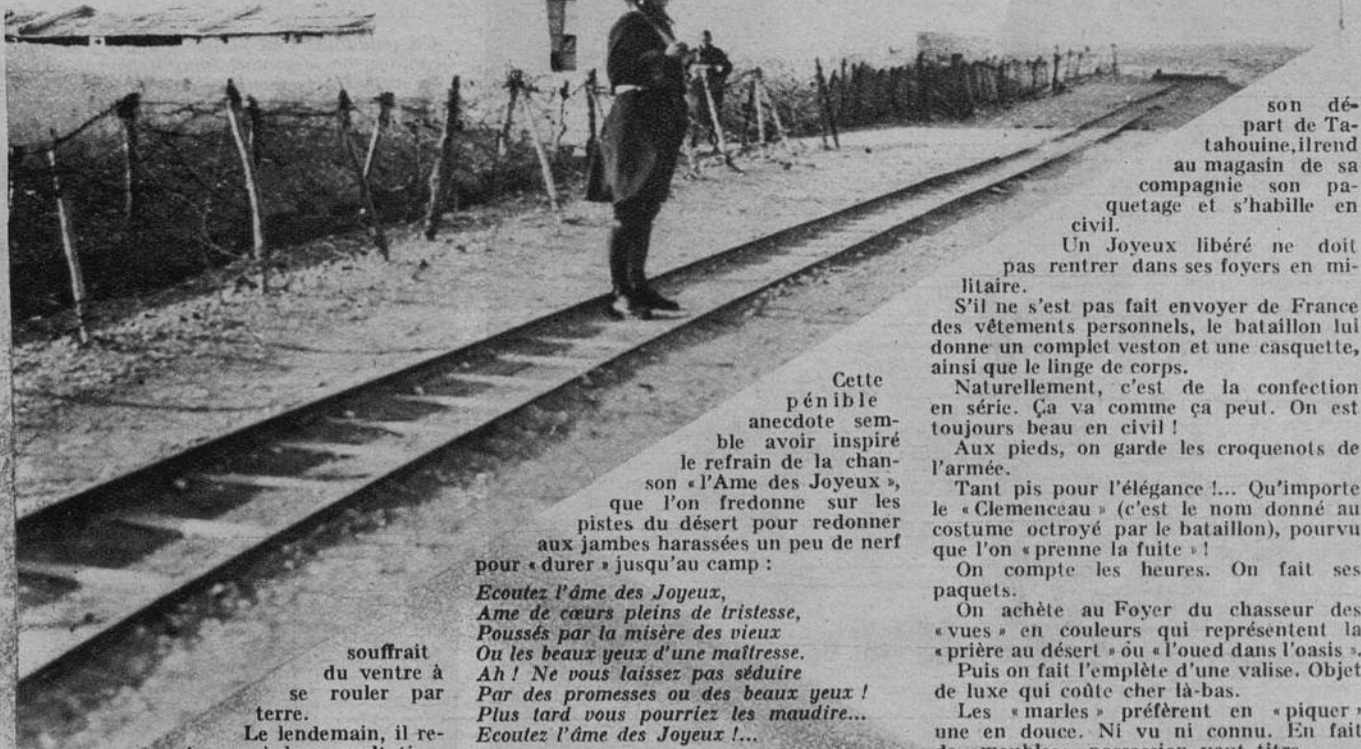 souffrait
du ventre à
se rouler par
terre.
Le lendemain, il re-
Cette
pénible
anecdote sem-
ble avoir inspiré
le refrain de la chan-
son « l'Ame des Joyeux »,
que l'on fredonne sur les
pistes du désert pour redonner
aux jambes harassées un peu de nerf
pour « durer » jusqu'au camp :
Ecoutez l'âme des Joyeux,
Ame de cœurs pleins de tristesse,
Poussés par la misère des vieux
Ou les beaux yeux d'une maîtresse.
Ah ! Ne vous laissez pas séduire
Par des promesses ou des beaux yeux !
Plus tard vous pourriez les maudire...
Ecoutez l'âme des Joyeux !...
son dé-
part de Ta-
tahouine,ilrend
au magasin de sa
compagnie son pa-
quetage et s'habille en
civil.
Un Joyeux libéré ne doit
pas rentrer dans ses foyers en mi-
litaire.
S'il ne s'est pas fait envoyer de France
des vêtements personnels, le bataillon lui
donne un complet veston et une casquette,
ainsi que le linge de corps.
Naturellement, c'est de la confection
en série. Ça va comme ça peut. On est
toujours beau en civil !
Aux pieds, on garde les croquenots de
l'armée.
Tant pis pour l'élégance !... Qu'importe
le « Clemenceau » (c'est le nom donné au
costume octroyé par le bataillon), pourvu
que l'on « prenne la fuite » !
On compte les heures. On fait ses
paquets.
On achète au Foyer du chasseur des
« vues » en couleurs qui représentent la
« prière au désert » ou « l'oued dans l'oasis ».
Puis on fait l'emplète d'une valise. Objet
de luxe qui coûte cher là-bas.
Les « marles » préfèrent en « piquer »
une en douce. Ni vu ni connu. En fait